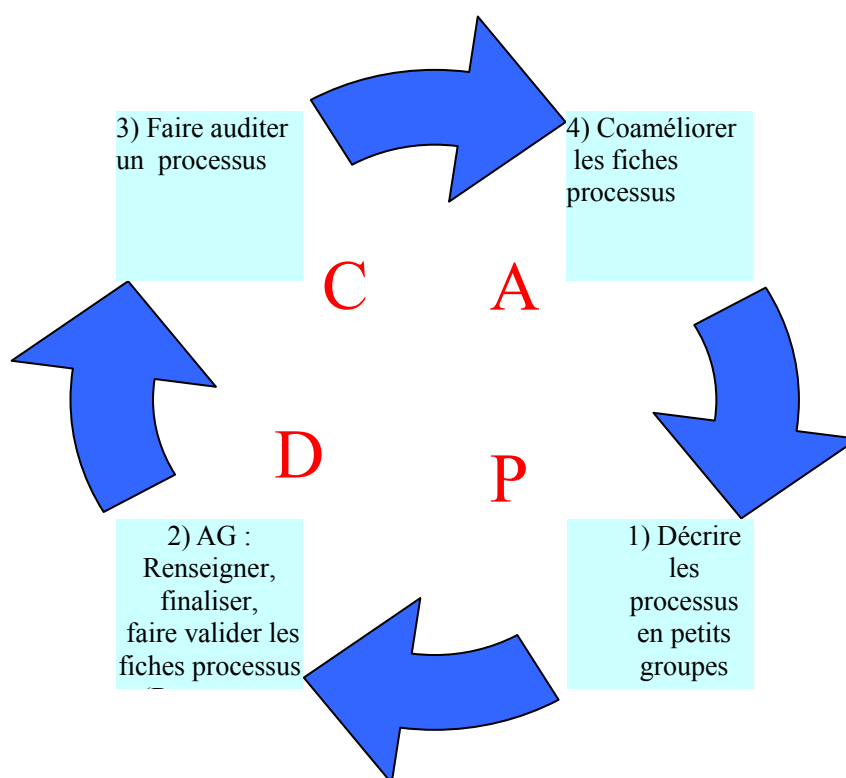 3) Faire auditer
un processus
4) Coaméliorer
les fiches
processus
C
A
D
P
2) AG :
Renseigner,
finaliser,
faire valider les
fiches processus
1) Décrire
les
processus
en petits
groupes